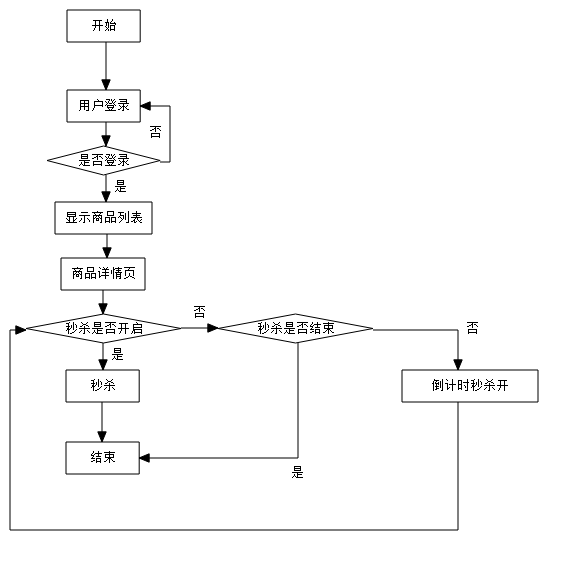 开始
用户登录
否
是否登录
是
显示商品列表
商品详情页
否
秒杀是否开启
秒杀是否结束
否
是
秒杀
倒计时秒杀开
结束
是